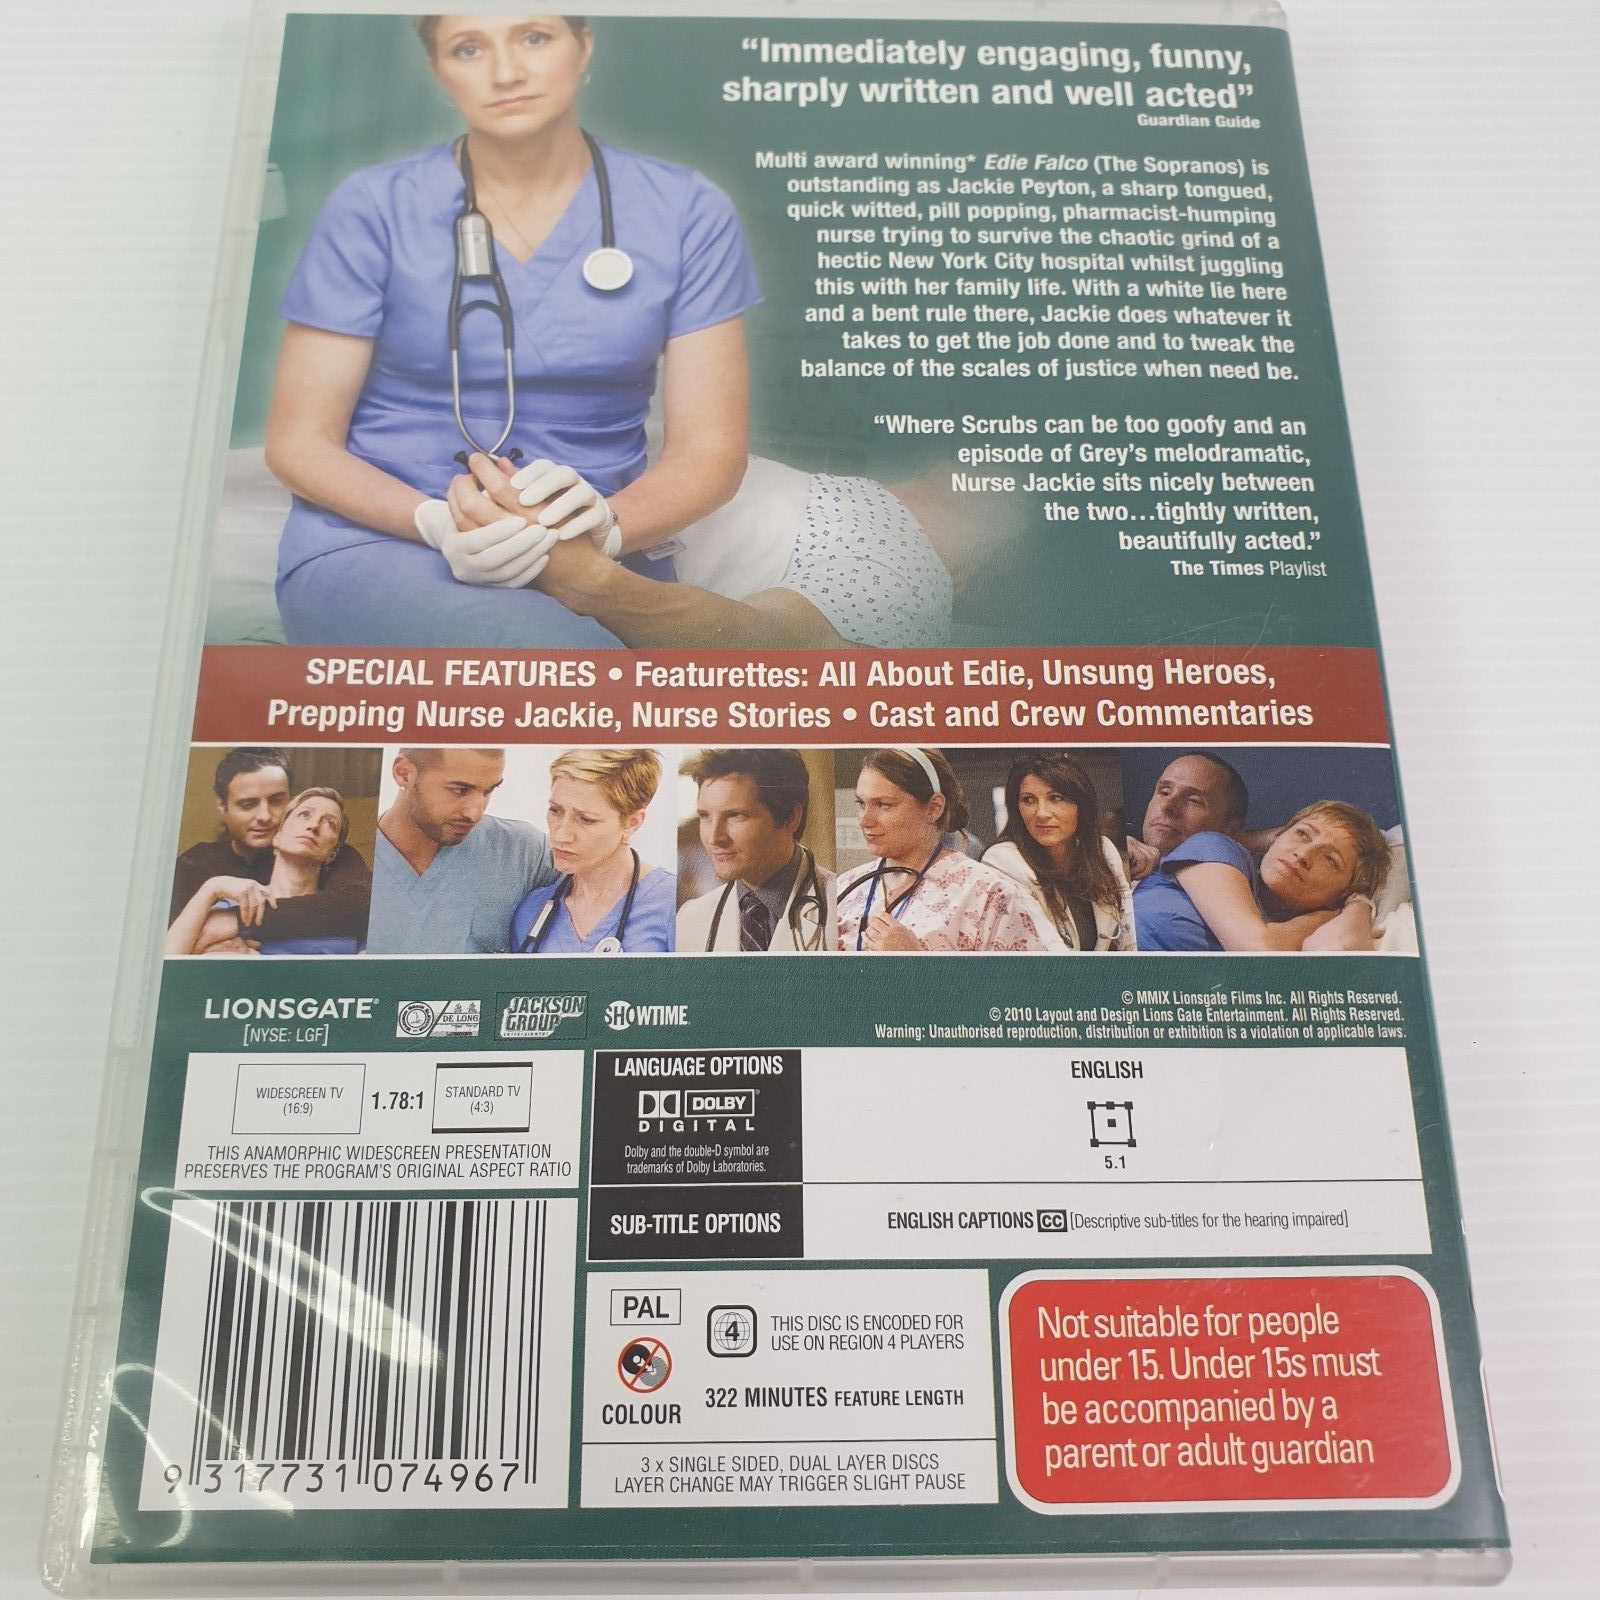 “Immediately engaging, funny,
sharply written and well acted”
Guardian Guide
Multi award winning* Edie Falco (The Sopranos) is
outstanding as Jackie Peyton, a sharp tongued,
quick witted, pill popping, pharmacist-humping
nurse trying to survive the chaotic grind of a
hectic New York City hospital whilst juggling
this with her family life. With a white lie here
and a bent rule there, Jackie does whatever it
takes to get the job done and to tweak the
balance of the scales of justice when need be.
“Where Scrubs can be too goofy and an
episode of Grey’s melodramatic,
Nurse Jackie sits nicely between
the two...tightly written,
beautifully acted.”
The Times Playlist
SPECIAL FEATURES • Featurettes: All About Edie, Unsung Heroes,
Prepping Nurse Jackie, Nurse Stories • Cast and Crew Commentaries
LIONSGATE®
[NYSE: LGF]
DE LONG
JACKSON
GROUP
ENTERTAINMENT
SHOWTIME
© MMIX Lionsgate Films Inc. All Rights Reserved.
© 2010 Layout and Design Lions Gate Entertainment. All Rights Reserved.
Warning: Unauthorised reproduction, distribution or exhibition is a violation of applicable laws.
WIDESCREEN TV
(16:9)
1.78:1
STANDARD TV
(4:3)
THIS ANAMORPHIC WIDESCREEN PRESENTATION
PRESERVES THE PROGRAM’S ORIGINAL ASPECT RATIO
LANGUAGE OPTIONS
DOLBY
DIGITAL
Dolby and the double-D symbol are
trademarks of Dolby Laboratories.
ENGLISH
5.1
SUB-TITLE OPTIONS
ENGLISH CAPTIONS CC [Descriptive sub-titles for the hearing impaired]
9 317731 074967
PAL
4
THIS DISC IS ENCODED FOR
USE ON REGION 4 PLAYERS
COLOUR
322 MINUTES FEATURE LENGTH
3 x SINGLE SIDED, DUAL LAYER DISCS
LAYER CHANGE MAY TRIGGER SLIGHT PAUSE
Not suitable for people
under 15. Under 15s must
be accompanied by a
parent or adult guardian